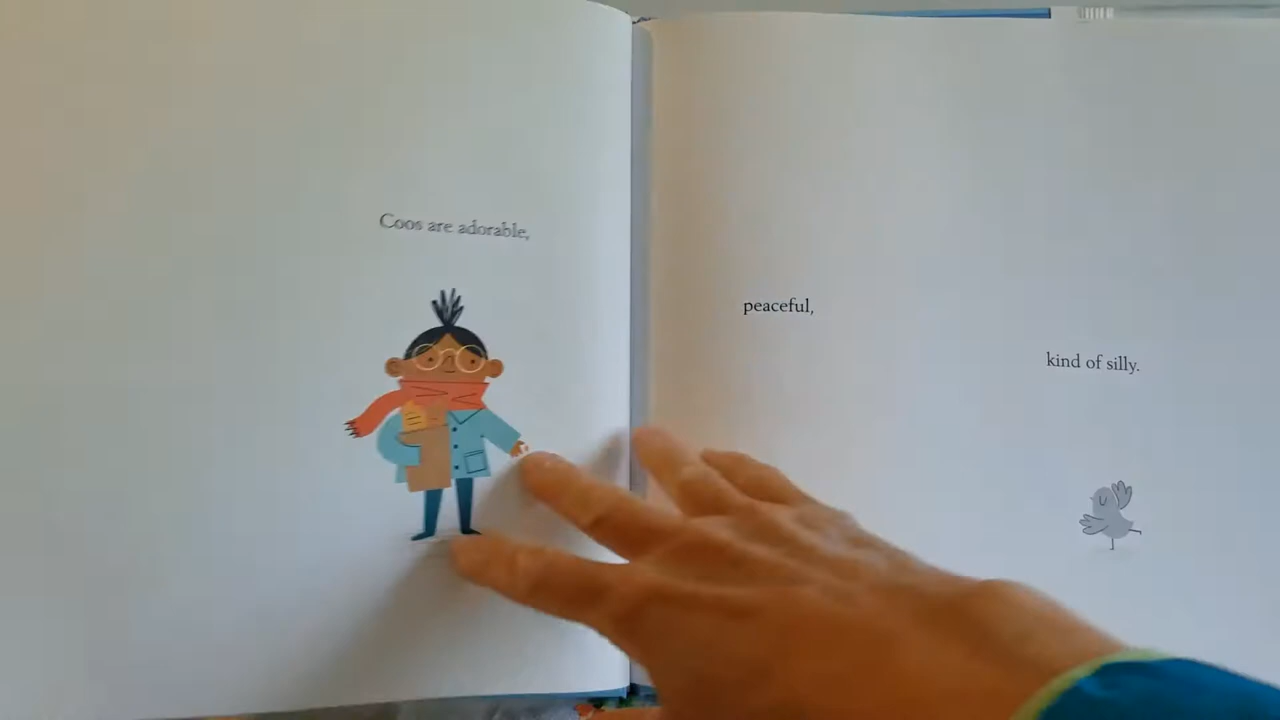 Coos are adorable,
peaceful,
kind of silly.